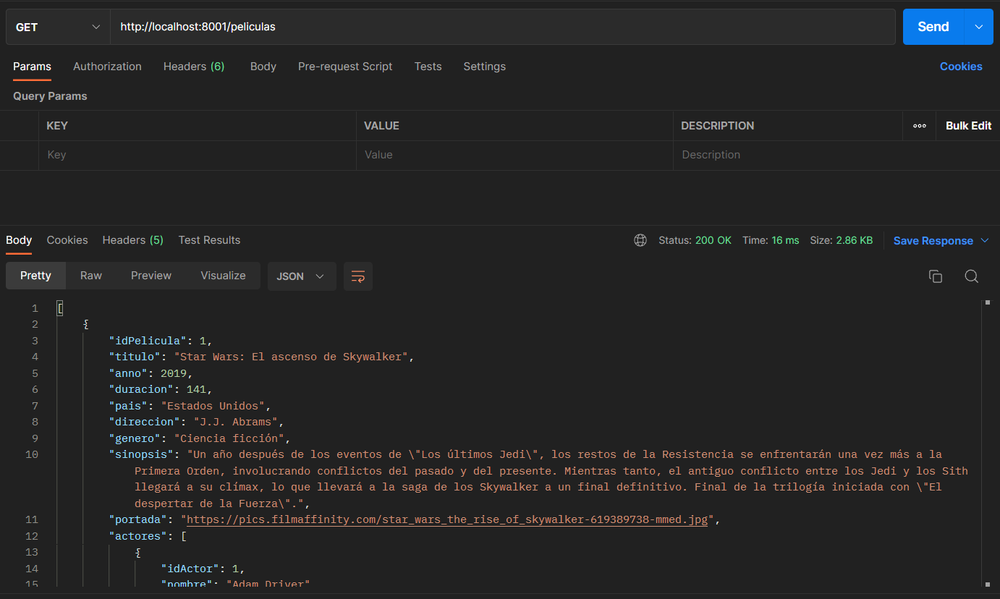 GET http://localhost:8001/peliculas Send
Params Authorization Headers (6) Body Pre-request Script Tests Settings Cookies
Query Params
KEY VALUE DESCRIPTION ooo Bulk Edit
Key Value Description
Body Cookies Headers (5) Test Results Status: 200 OK Time: 16 ms Size: 2.86 KB Save Response
Pretty Raw Preview Visualize JSON
1 [
2 {
3 "idPelicula": 1,
4 "titulo": "Star Wars: El ascenso de Skywalker",
5 "anno": 2019,
6 "duracion": 141,
7 "pais": "Estados Unidos",
8 "direccion": "J.J. Abrams",
9 "genero": "Ciencia ficción",
10 "sinopsis": "Un año después de los eventos de \"Los últimos Jedi\", los restos de la Resistencia se enfrentarán una vez más a la
Primera Orden, involucrando conflictos del pasado y del presente. Mientras tanto, el antiguo conflicto entre los Jedi y los Sith
llegará a su clímax, lo que llevará a la saga de los Skywalker a un final definitivo. Final de la trilogía iniciada con \"El
despertar de la Fuerza\".",
11 "portada": "https://pics.filmaffinity.com/star_wars_the_rise_of_skywalker-619389738-mmed.jpg",
12 "actores": [
13 {
14 "idActor": 1,
15 "nombre": "Adam Driver"